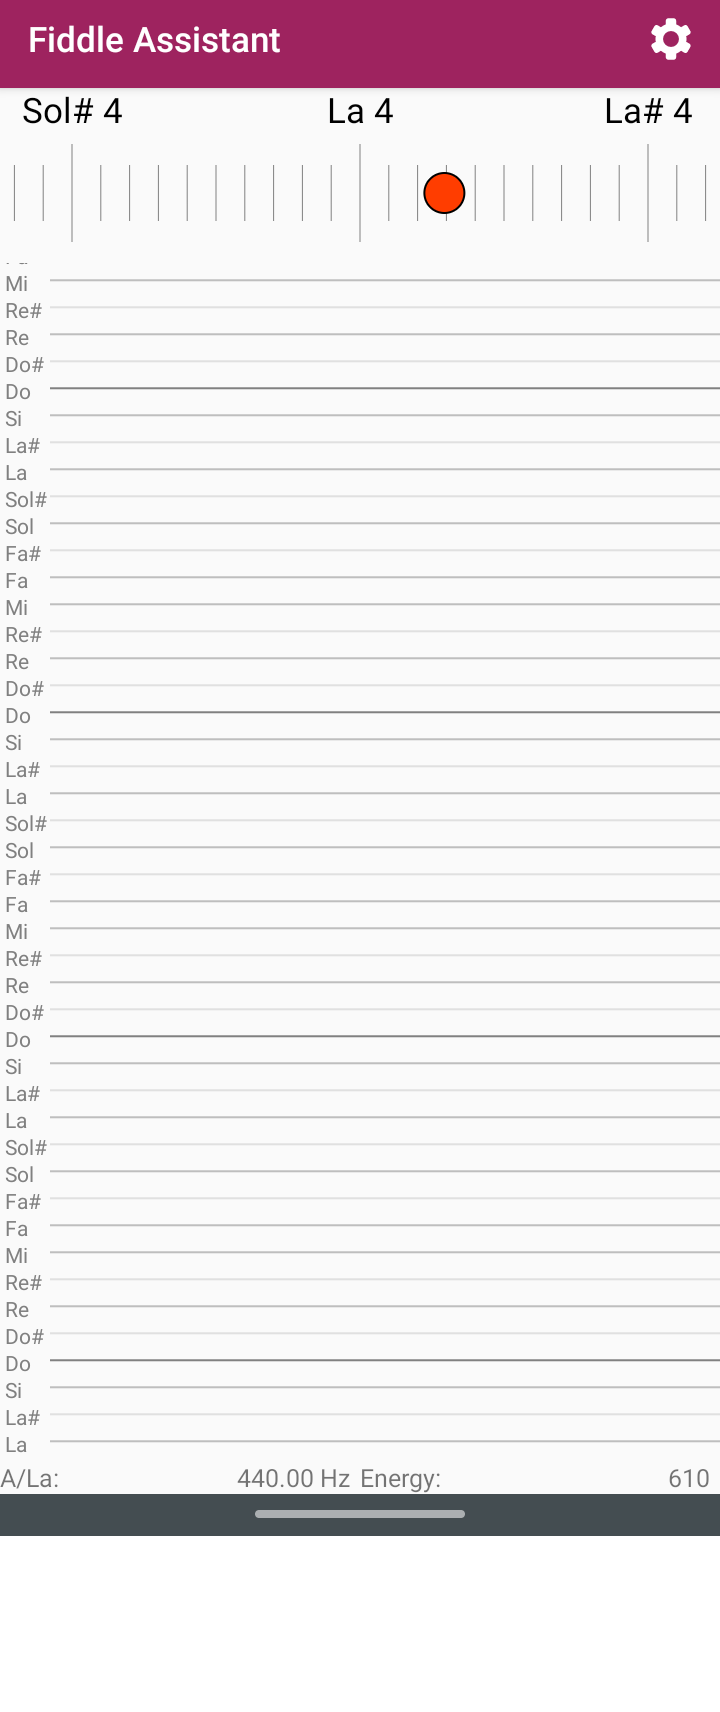 Fiddle Assistant
Sol# 4 La 4 La# 4
Mi
Re#
Re
Do#
Do
Si
La#
La
Sol#
Sol
Fa#
Fa
Mi
Re#
Re
Do#
Do
Si
La#
La
Sol#
Sol
Fa#
Fa
Mi
Re#
Re
Do#
Do
Si
La#
La
Sol#
Sol
Fa#
Fa
Mi
Re#
Re
Do#
Do
Si
La#
La
A/La: 440.00 Hz Energy: 610